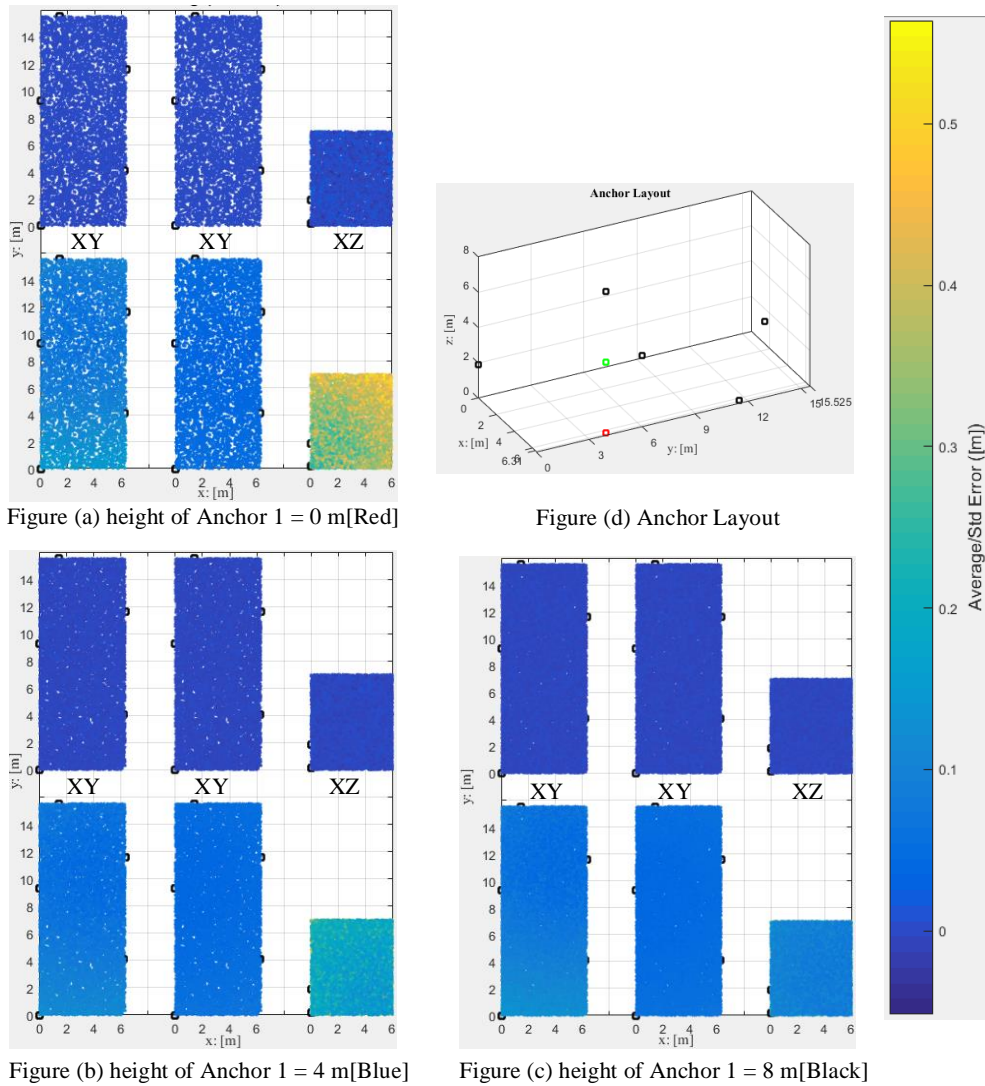 14
12
10
8
6
4
2
0
y: [m]
XY
XY
XZ
14
12
10
8
6
4
2
0
0 2 4 6 0 2 4 6 0 2 4 6
x: [m]
Figure (a) height of Anchor 1 = 0 m[Red]
Anchor Layout
8
6
4
2
0
z: [m]
0
2
4
6
6.31
x: [m]
0
3
6
9
12
15
15.525
y: [m]
Figure (d) Anchor Layout
0.5
0.4
0.3
0.2
0.1
0
Average/Std Error ([m])
14
12
10
8
6
4
2
0
y: [m]
XY
XY
XZ
14
12
10
8
6
4
2
0
0 2 4 6 0 2 4 6 0 2 4 6
x: [m]
Figure (b) height of Anchor 1 = 4 m[Blue]
14
12
10
8
6
4
2
0
y: [m]
XY
XY
XZ
14
12
10
8
6
4
2
0
0 2 4 6 0 2 4 6 0 2 4 6
x: [m]
Figure (c) height of Anchor 1 = 8 m[Black]